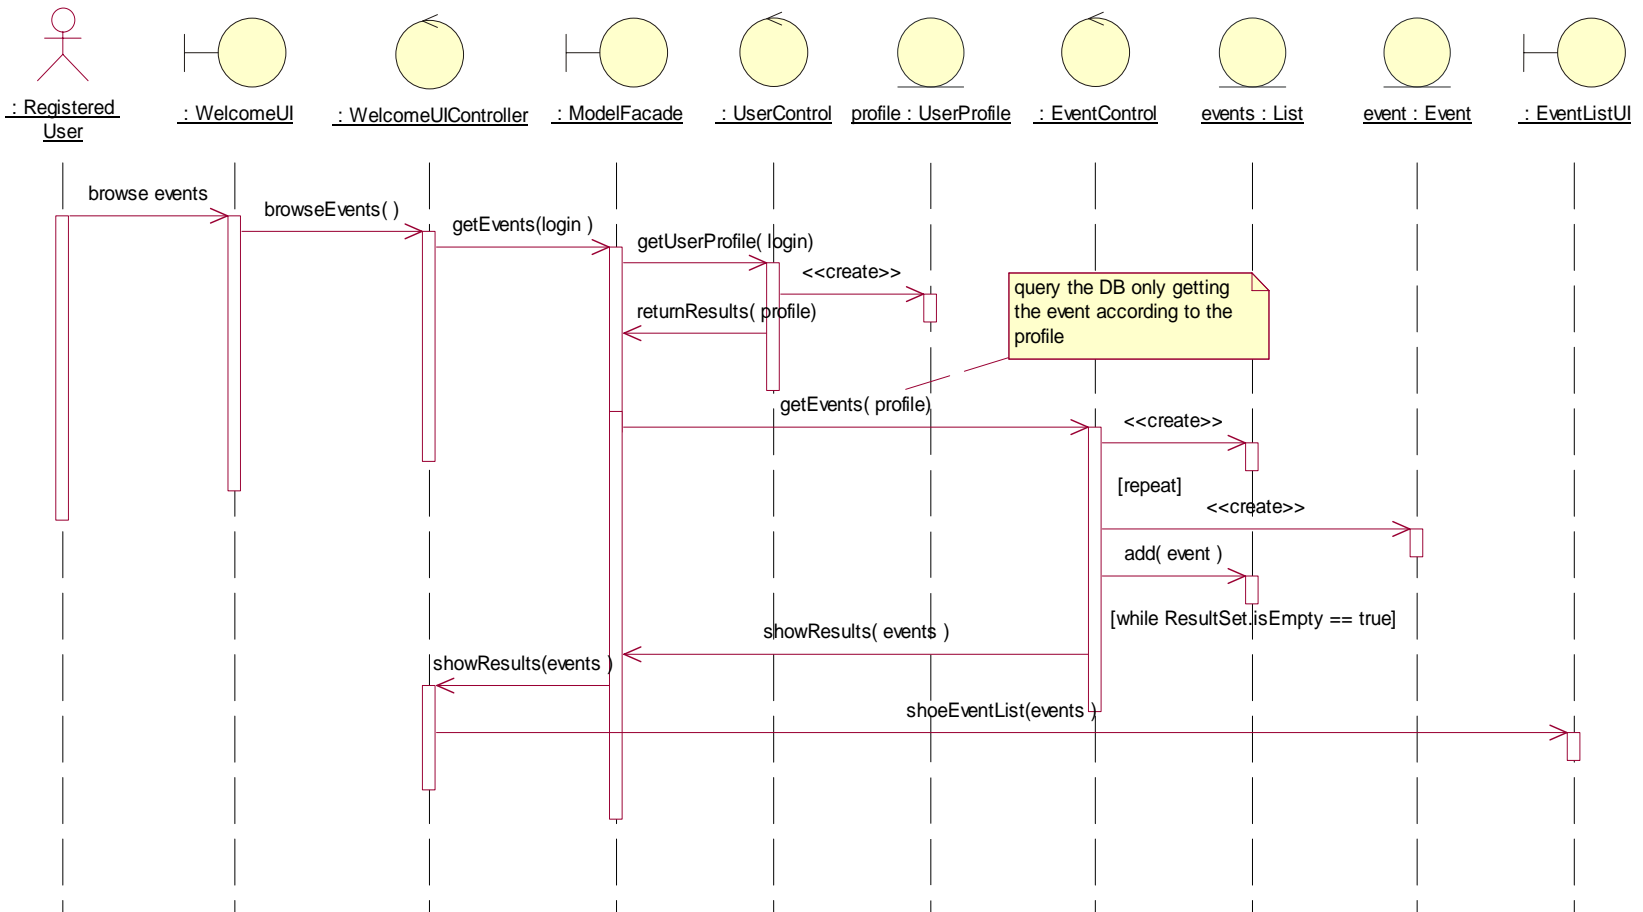 : Registered
User
: WelcomeUI
: WelcomeUIController
: ModelFacade
: UserControl
profile : UserProfile
: EventControl
events : List
event : Event
: EventListUI
browse events
browseEvents( )
getEvents(login )
getUserProfile( login)
<<create>>
query the DB only getting
the event according to the
profile
returnResults( profile)
getEvents( profile)
<<create>>
[repeat]
<<create>>
add( event )
[while ResultSet.isEmpty == true]
showResults( events )
showResults(events )
shoeEventList(events )